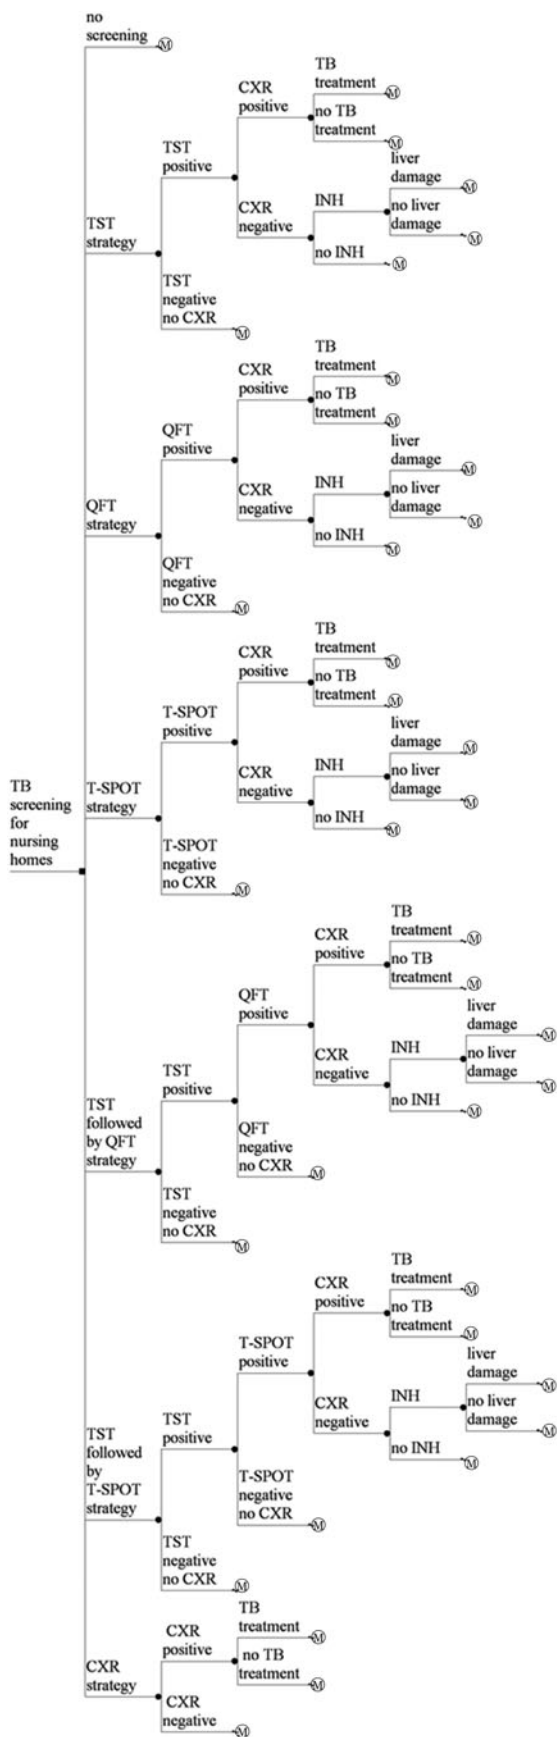 no
screening
M
TB
treatment
M
CXR
positive
no TB
treatment
M
TST
positive
liver
damage
M
CXR
negative
INH
no liver
damage
M
no INH
M
TST
strategy
TST
negative
no CXR
M
TB
treatment
M
CXR
positive
no TB
treatment
M
QFT
positive
liver
damage
M
CXR
negative
INH
no liver
damage
M
no INH
M
QFT
strategy
QFT
negative
no CXR
M
TB
treatment
M
CXR
positive
no TB
treatment
M
T-SPOT
positive
liver
damage
M
CXR
negative
INH
no liver
damage
M
no INH
M
T-SPOT
strategy
T-SPOT
negative
no CXR
M
TB
screening
for
nursing
homes
TB
treatment
M
CXR
positive
no TB
treatment
M
QFT
positive
liver
damage
M
CXR
negative
INH
no liver
damage
M
no INH
M
TST
positive
QFT
negative
no CXR
M
TST
followed
by QFT
strategy
TST
negative
no CXR
M
TB
treatment
M
CXR
positive
no TB
treatment
M
T-SPOT
positive
liver
damage
M
CXR
negative
INH
no liver
damage
M
no INH
M
TST
positive
T-SPOT
negative
no CXR
M
TST
followed
by
T-SPOT
strategy
TST
negative
no CXR
M
TB
treatment
M
CXR
positive
no TB
treatment
M
CXR
strategy
CXR
negative
M